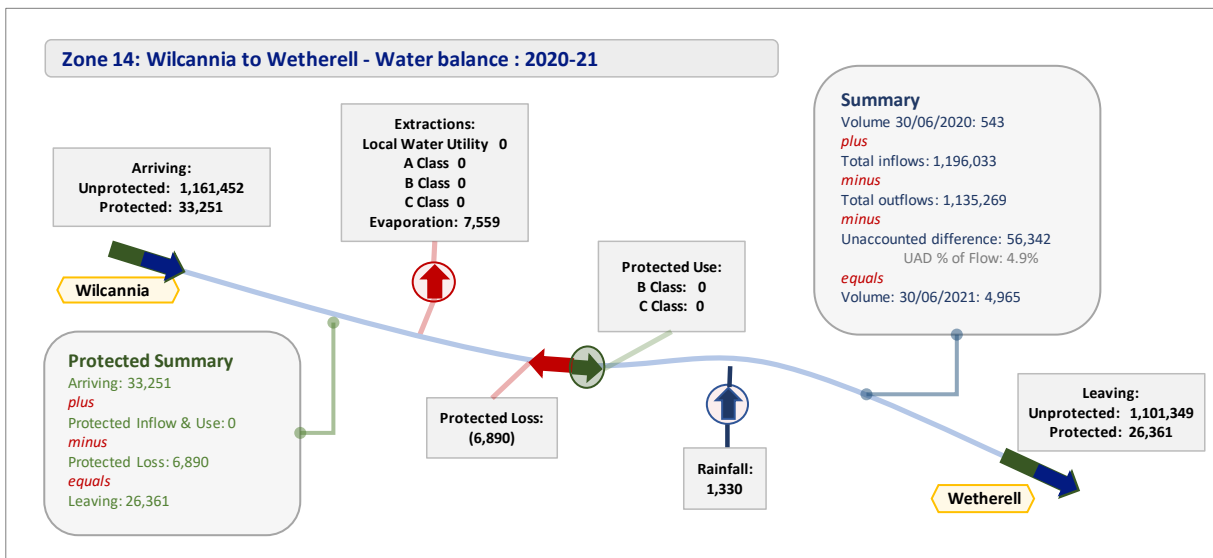 Zone 14: Wilcannia to Wetherell - Water balance : 2020-21
Arriving:
Unprotected: 1,161,452
Protected: 33,251
Wilcannia
Extractions:
Local Water Utility 0
A Class 0
B Class 0
C Class 0
Evaporation: 7,559
Protected Use:
B Class: 0
C Class: 0
Summary
Volume 30/06/2020: 543
plus
Total inflows: 1,196,033
minus
Total outflows: 1,135,269
minus
Unaccounted difference: 56,342
UAD % of Flow: 4.9%
equals
Volume: 30/06/2021: 4,965
Protected Summary
Arriving: 33,251
plus
Protected Inflow & Use: 0
minus
Protected Loss: 6,890
equals
Leaving: 26,361
Protected Loss:
(6,890)
Rainfall:
1,330
Leaving:
Unprotected: 1,101,349
Protected: 26,361
Wetherell